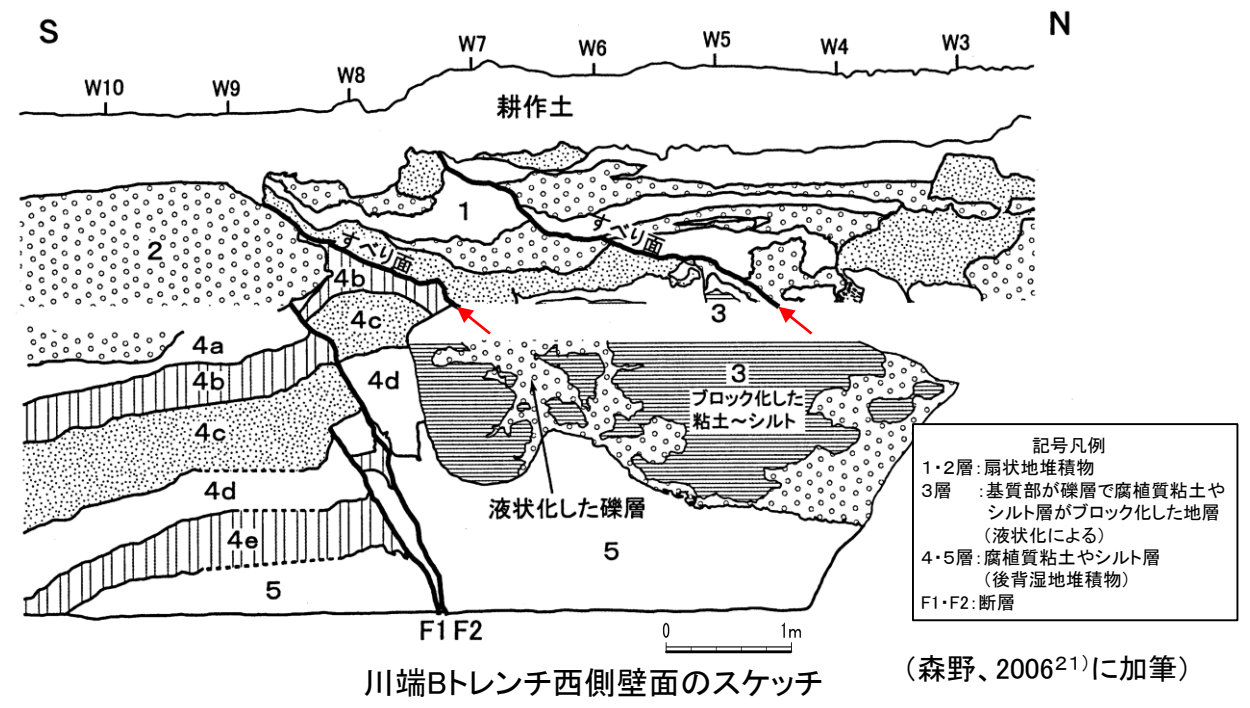 S
N
W10
W9
W8
W7
W6
W5
W4
W3
耕作土
1
すべり面
すべり面
2
4b
4c
3
4a
4b
4d
3
ブロック化した
粘土～シルト
4c
4d
液状化した礫層
4e
5
5
F1 F2
0
1m
記号凡例
1・2層：扇状地堆積物
3層　：基質部が礫層で腐植質粘土や
シルト層がブロック化した地層
（液状化による）
4・5層：腐植質粘土やシルト層
（後背湿地堆積物）
F1・F2：断層
川端Bトレンチ西側壁面のスケッチ
（森野、2006²¹⁾に加筆）